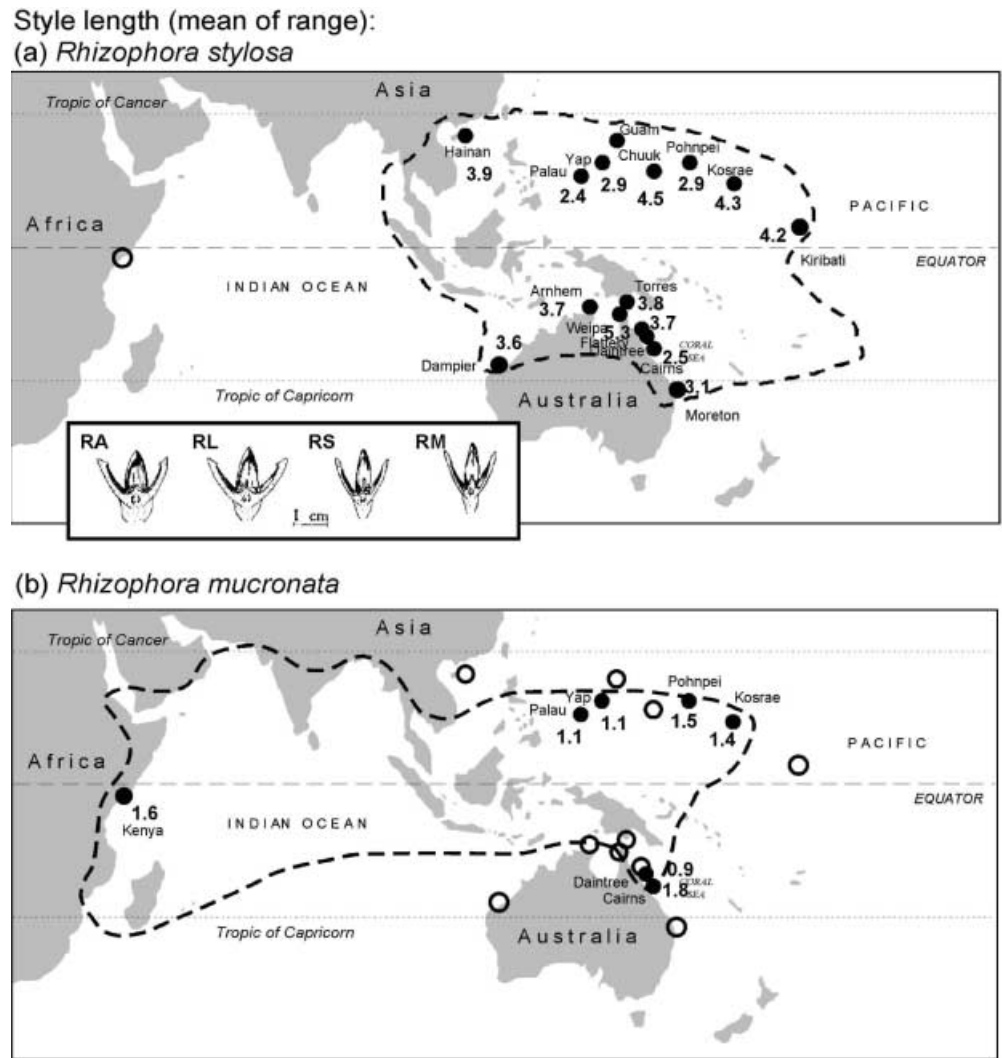 Style length (mean of range):
(a) Rhizophora stylosa
Asia
Tropic of Cancer
Guam
Hainan
3.9
Yap
Chuuk
Pohnpei
Palau
2.9
2.9
Kosrae
2.4
4.5
4.3
Africa
PACIFIC
4.2
Kiribati
EQUATOR
INDIAN OCEAN
Arnhem
Torres
3.7
3.8
Weipa
5.3
3.7
Flattery
3.6
Daintree
2.5
CORAL
SEA
Dampier
Cairns
3.1
Tropic of Capricorn
Australia
Moreton
RA
RL
RS
RM
1 cm
(b) Rhizophora mucronata
Asia
Tropic of Cancer
Pohnpei
Yap
Kosrae
Palau
1.1
1.5
1.1
1.4
Africa
PACIFIC
1.6
EQUATOR
Kenya
INDIAN OCEAN
0.9
Daintree
CORAL
1.8
SEA
Cairns
Tropic of Capricorn
Australia